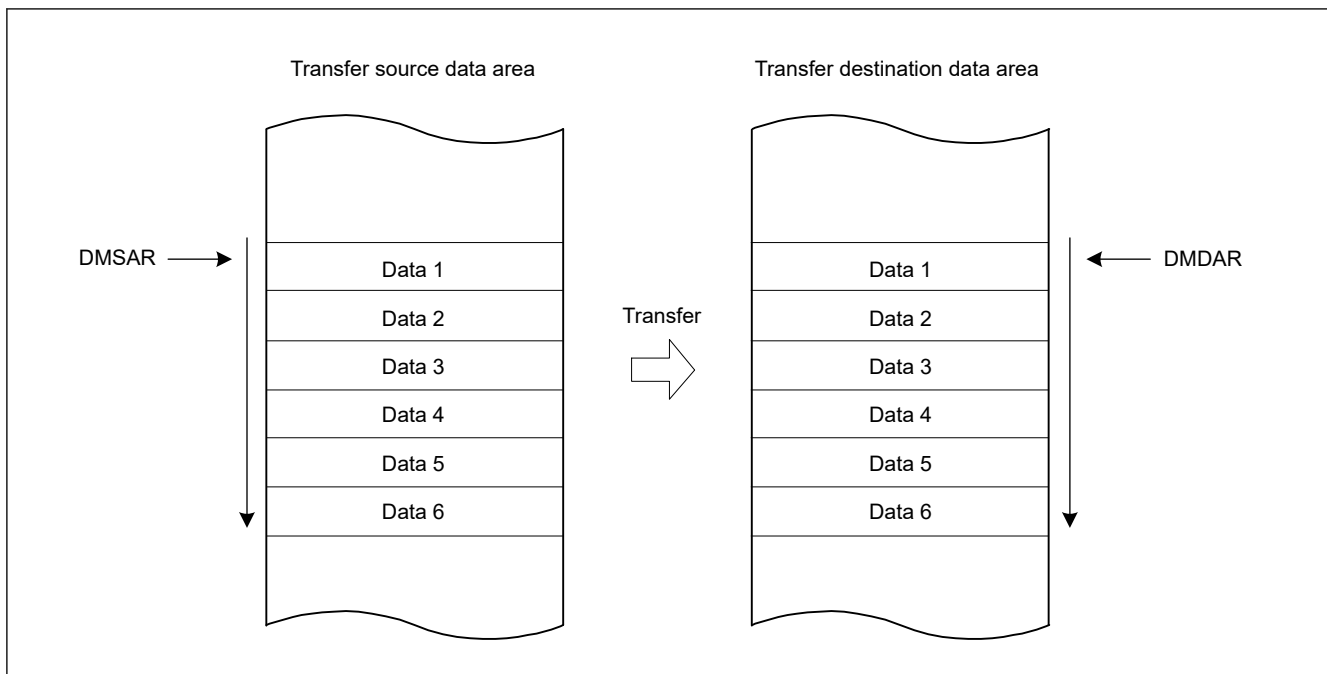 Transfer source data area
Transfer destination data area
DMSAR
Data 1
Data 2
Data 3
Data 4
Data 5
Data 6
Transfer
Data 1
Data 2
Data 3
Data 4
Data 5
Data 6
DMDAR